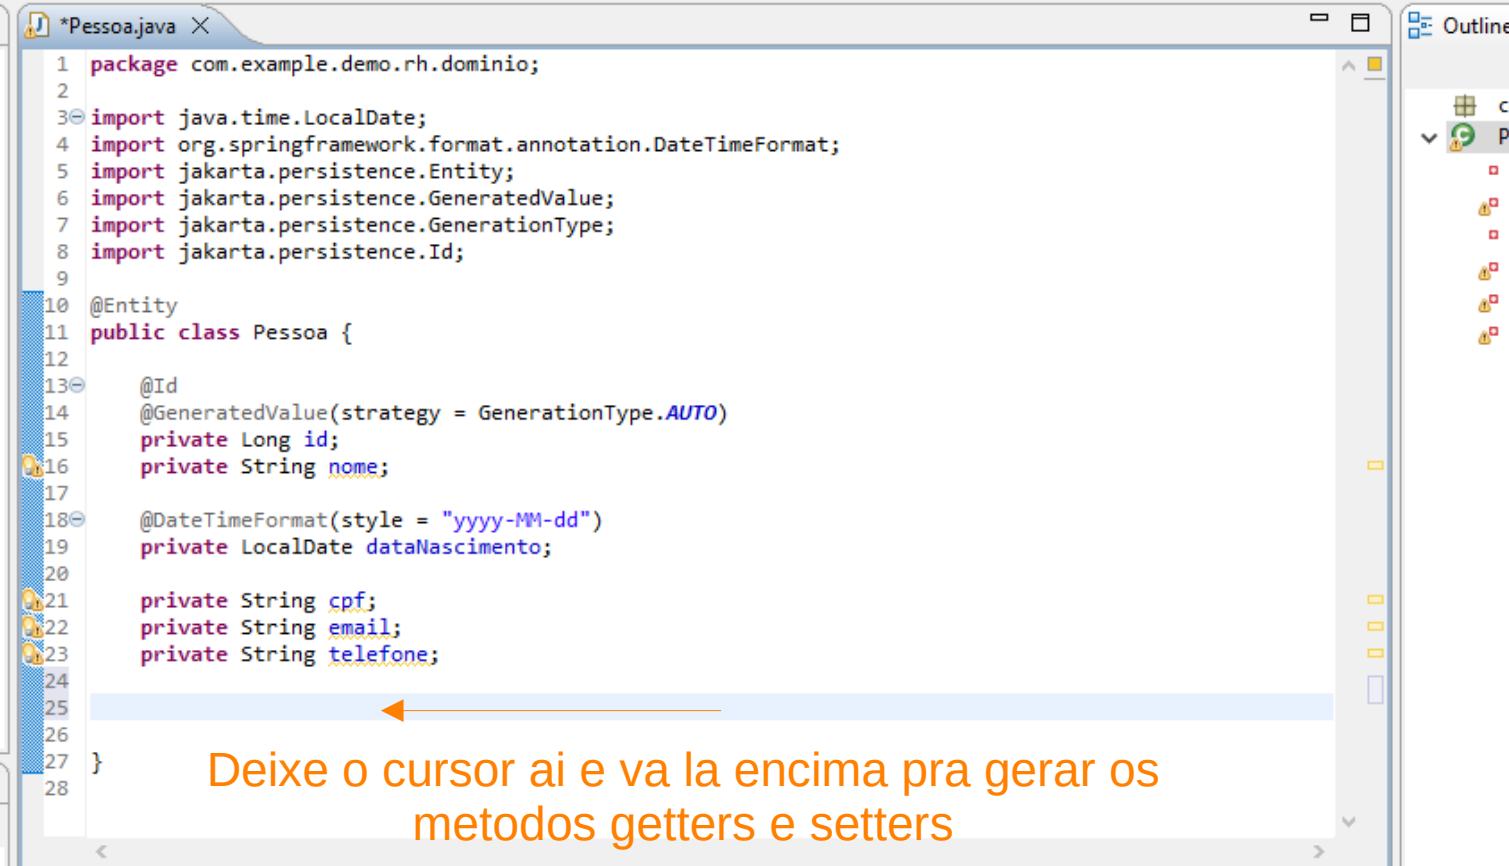 *Pessoa.java
Outline
1 package com.example.demo.rh.dominio;
2
3 import java.time.LocalDate;
4 import org.springframework.format.annotation.DateTimeFormat;
5 import jakarta.persistence.Entity;
6 import jakarta.persistence.GeneratedValue;
7 import jakarta.persistence.GenerationType;
8 import jakarta.persistence.Id;
9
10 @Entity
11 public class Pessoa {
12
13 @Id
14 @GeneratedValue(strategy = GenerationType.AUTO)
15 private Long id;
16 private String nome;
17
18 @DateTimeFormat(style = "yyyy-MM-dd")
19 private LocalDate dataNascimento;
20
21 private String cpf;
22 private String email;
23 private String telefone;
24
25
26
27 }
28
Deixe o cursor ai e va la encima pra gerar os
metodos getters e setters